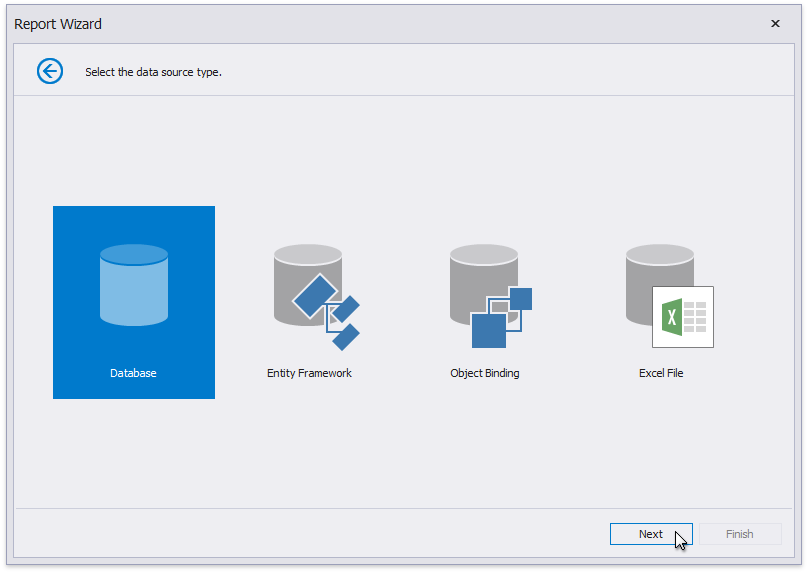 Report Wizard
Select the data source type.
Database
Entity Framework
Object Binding
X
Excel File
Next
Finish